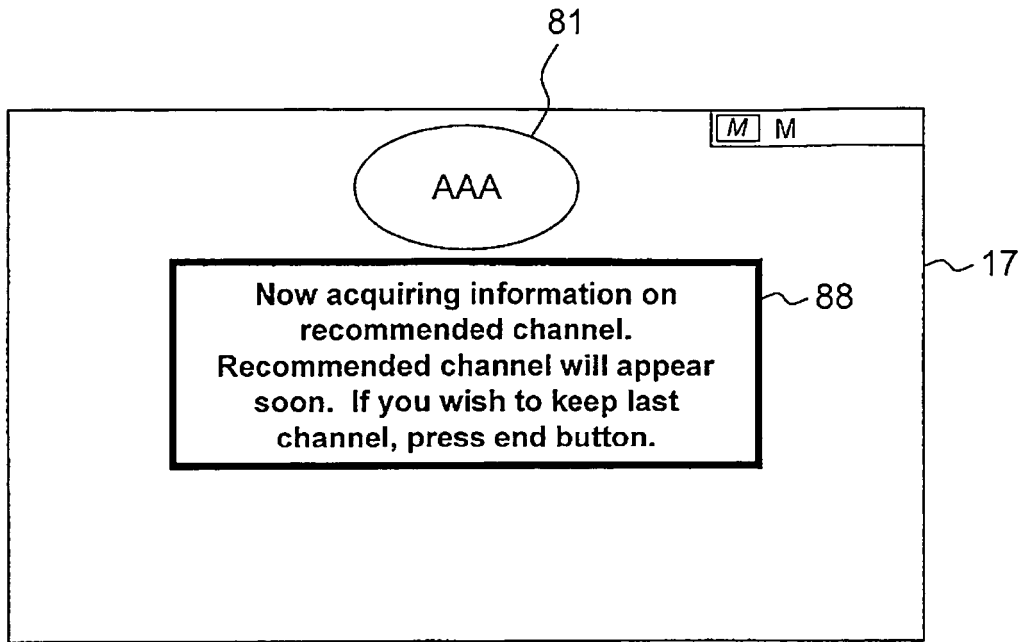 81
M M
AAA
17
Now acquiring information on
88
recommended channel.
Recommended channel will appear
soon. If you wish to keep last
channel, press end button.